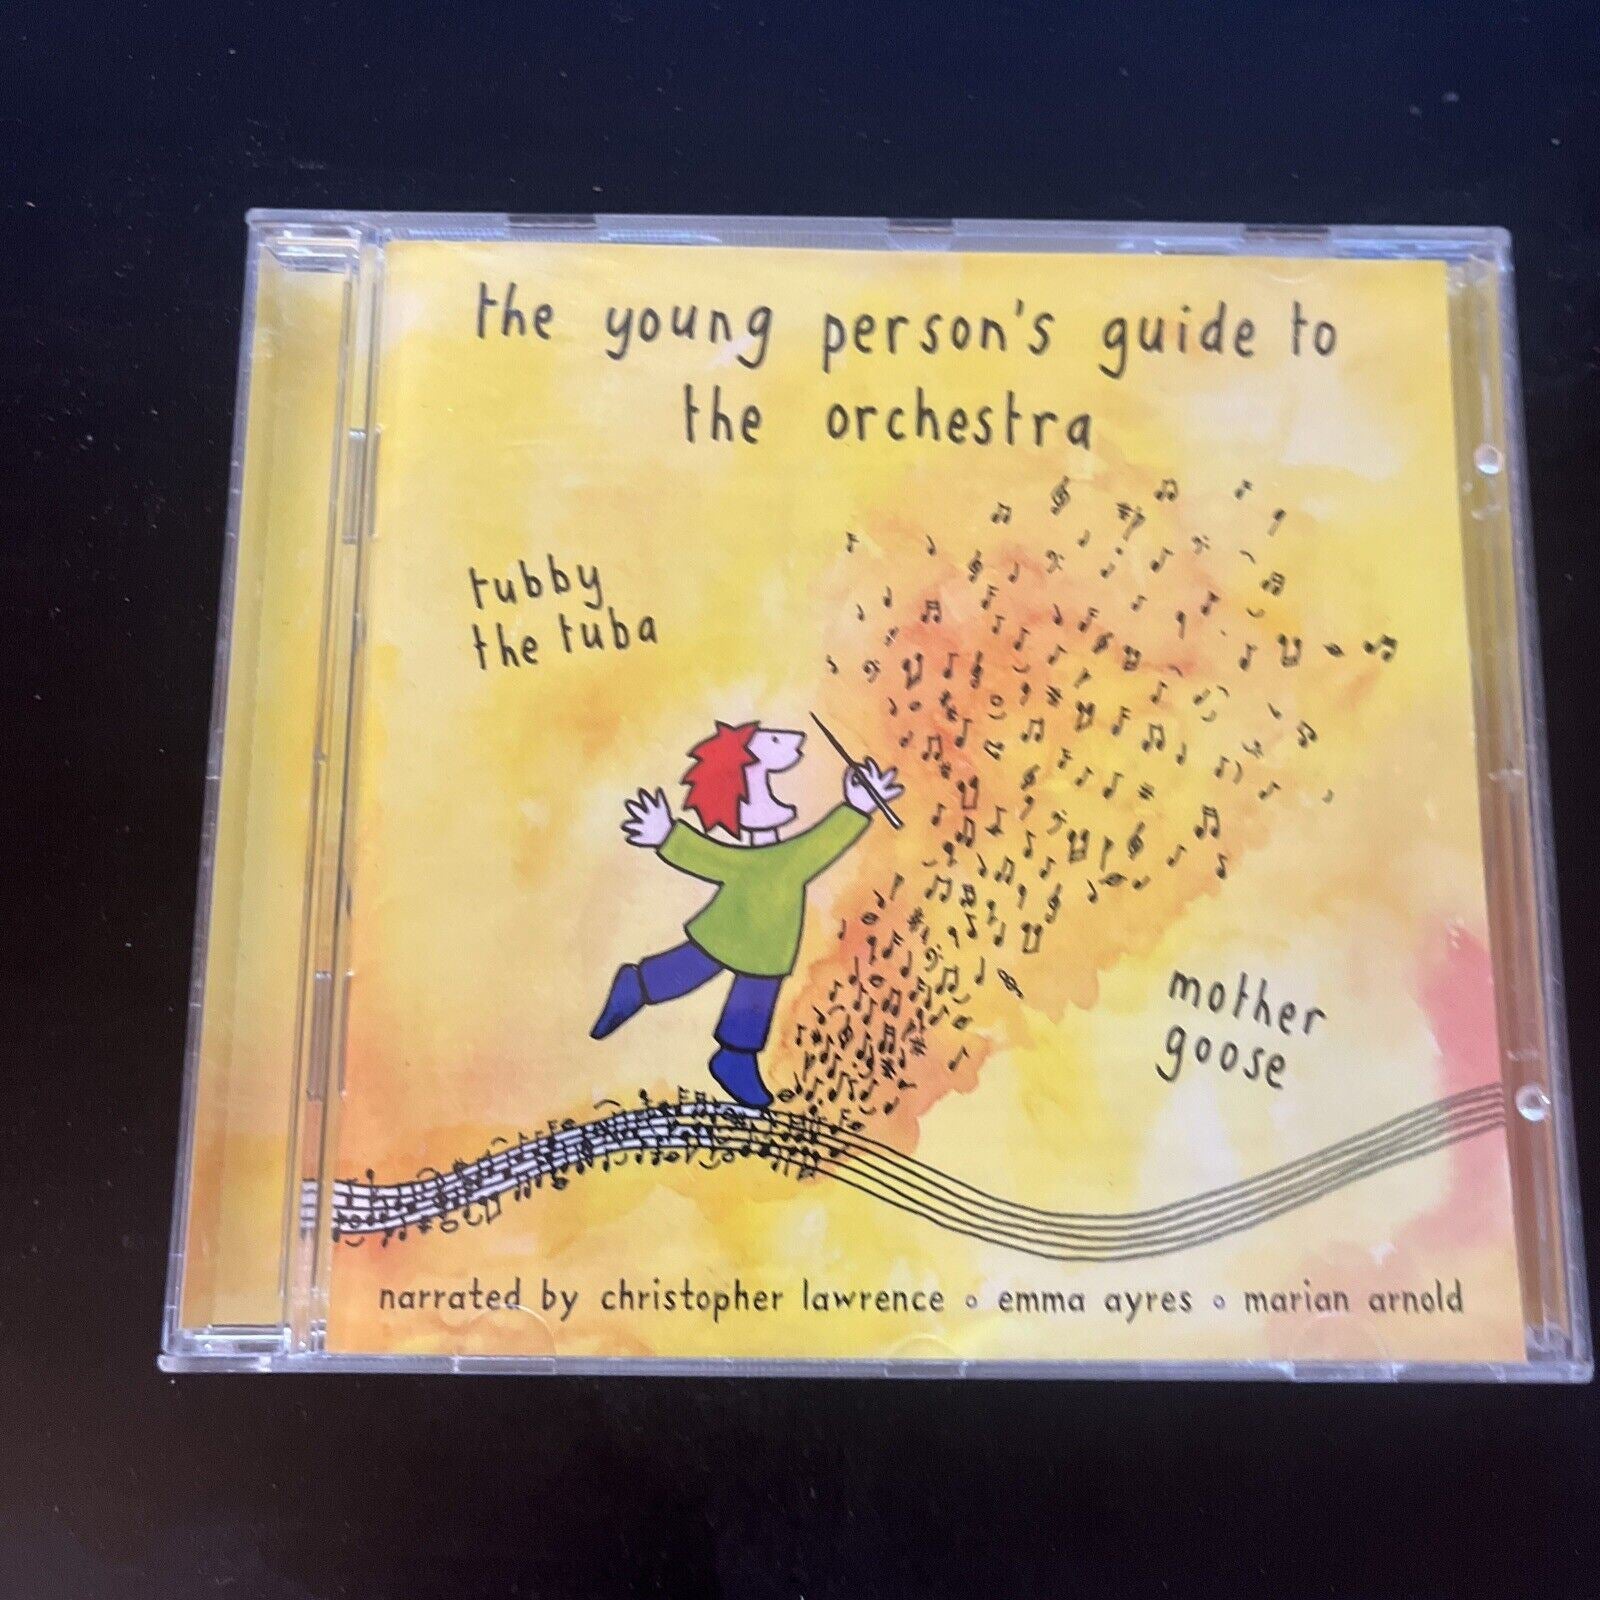 the young person's guide to
the orchestra
tubby
the tuba
mother
goose
narrated by christopher lawrence o emma ayres o marian arnold